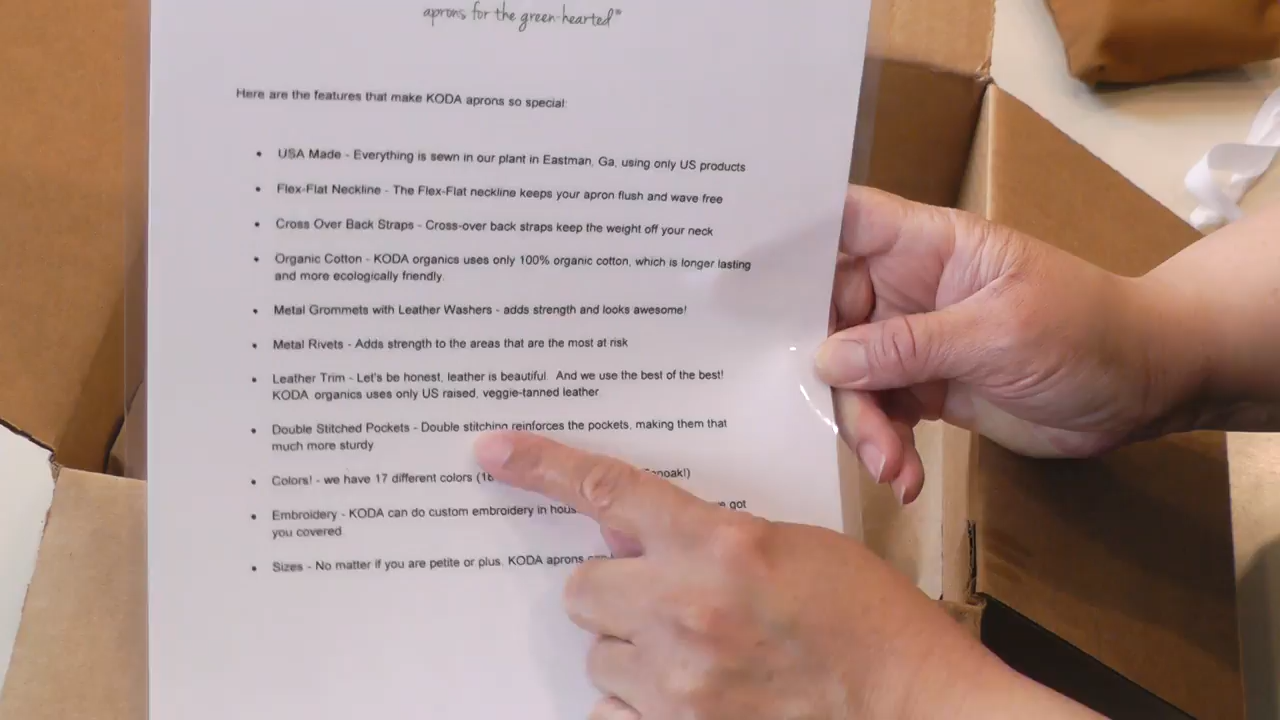 aprons for the green-hearted®
Here are the features that make KODA aprons so special:
• USA Made - Everything is sewn in our plant in Eastman, Ga, using only US products
• Flex-Flat Neckline - The Flex-Flat neckline keeps your apron flush and wave free
• Cross Over Back Straps - Cross-over back straps keep the weight off your neck
• Organic Cotton - KODA organics uses only 100% organic cotton, which is longer lasting
and more ecologically friendly.
• Metal Grommets with Leather Washers - adds strength and looks awesome!
• Metal Rivets - Adds strength to the areas that are the most at risk
• Leather Trim - Let's be honest, leather is beautiful. And we use the best of the best!
KODA organics uses only US raised, veggie-tanned leather
• Double Stitched Pockets - Double stitching reinforces the pockets, making them that
much more sturdy
• Colors! - we have 17 different colors
• Embroidery - KODA can do custom embroidery in got
you covered
• Sizes - No matter if you are petite or plus. KODA aprons